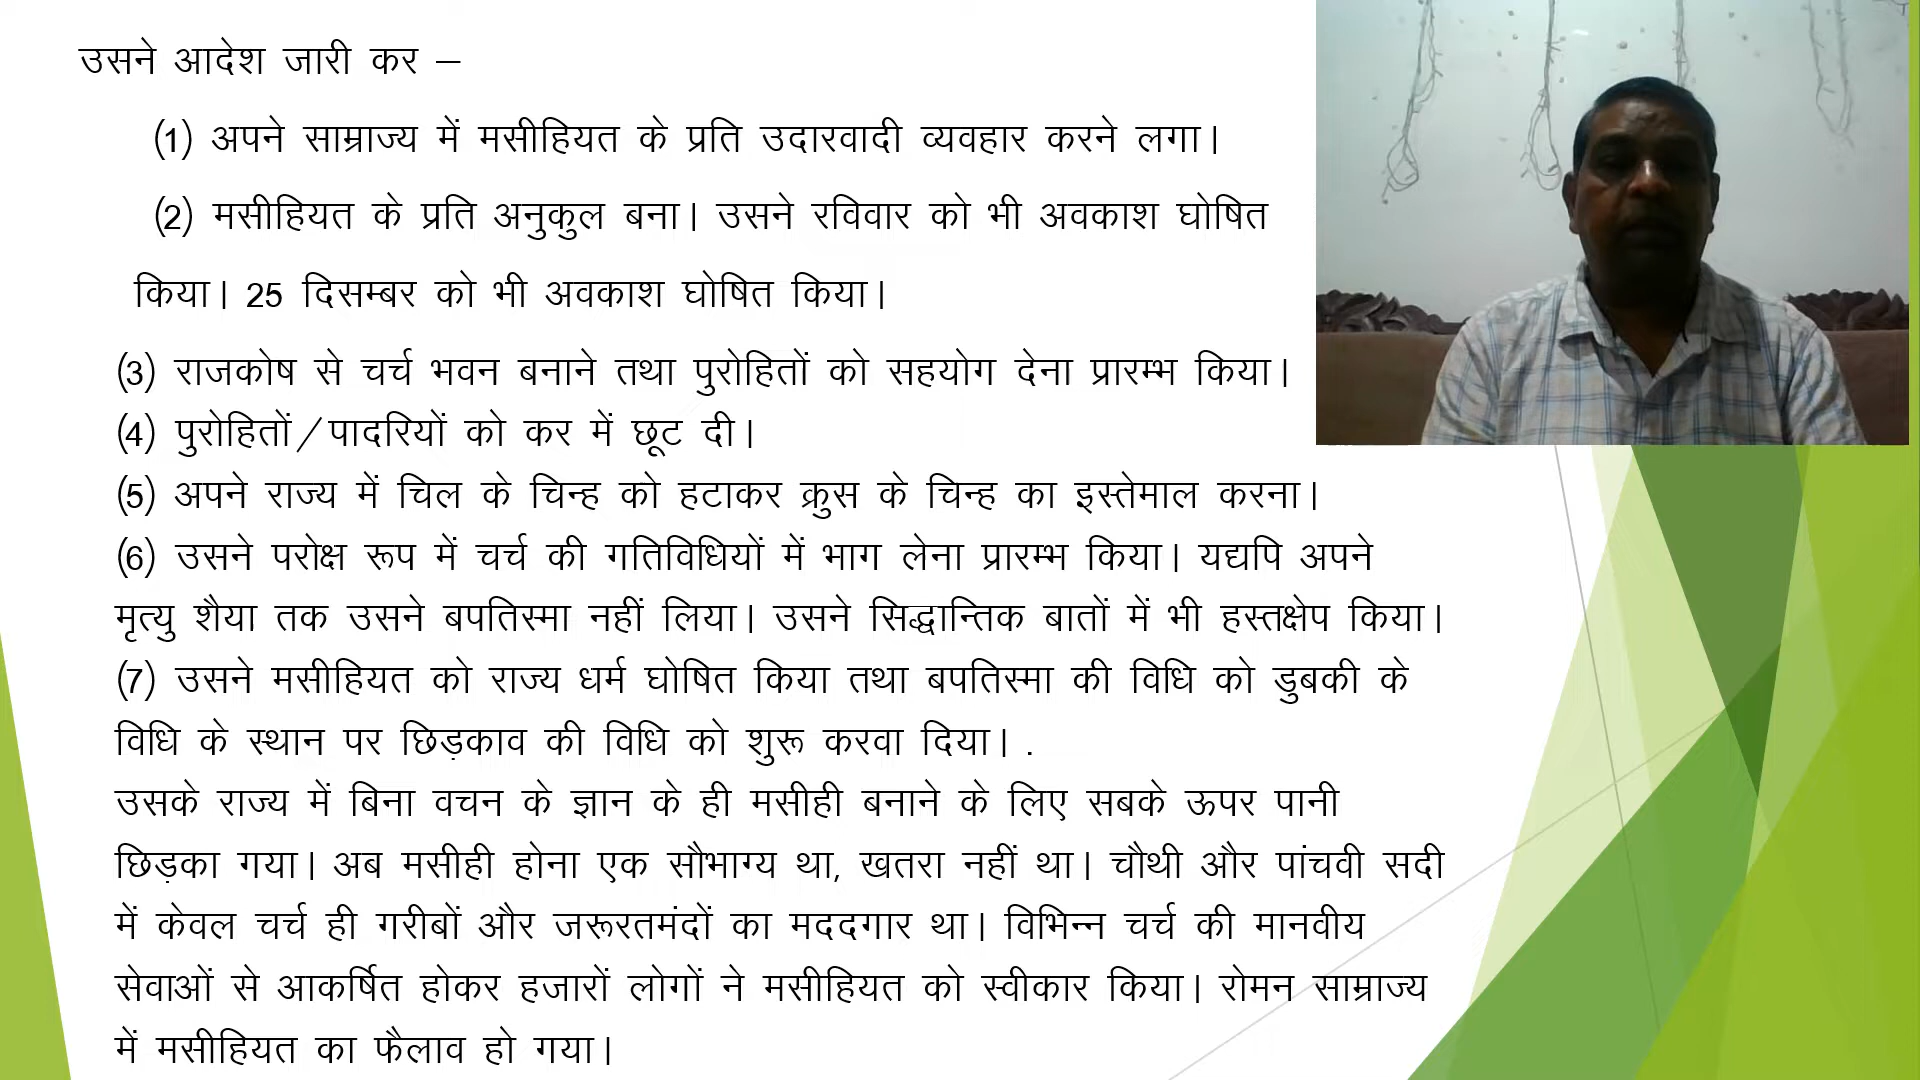 उसने आदेश जारी कर –
(1) अपने साम्राज्य में मसीहियत के प्रति उदारवादी व्यवहार करने लगा।
(2) मसीहियत के प्रति अनुकुल बना। उसने रविवार को भी अवकाश घोषित
किया। 25 दिसम्बर को भी अवकाश घोषित किया।
(3) राजकोष से चर्च भवन बनाने तथा पुरोहितों को सहयोग देना प्रारम्भ किया।
(4) पुरोहितों/पादरियों को कर में छूट दी।
(5) अपने राज्य में चिल के चिन्ह को हटाकर क्रुस के चिन्ह का इस्तेमाल करना।
(6) उसने परोक्ष रूप में चर्च की गतिविधियों में भाग लेना प्रारम्भ किया। यद्यपि अपने
मृत्यु शैया तक उसने बपतिस्मा नहीं लिया। उसने सिद्धान्तिक बातों में भी हस्तक्षेप किया।
(7) उसने मसीहियत को राज्य धर्म घोषित किया तथा बपतिस्मा की विधि को डुबकी के
विधि के स्थान पर छिड़काव की विधि को शुरू करवा दिया। .
उसके राज्य में बिना वचन के ज्ञान के ही मसीही बनाने के लिए सबके ऊपर पानी
छिड़का गया। अब मसीही होना एक सौभाग्य था, खतरा नहीं था। चौथी और पांचवी सदी
में केवल चर्च ही गरीबों और जरूरतमंदों का मददगार था। विभिन्न चर्च की मानवीय
सेवाओं से आकर्षित होकर हजारों लोगों ने मसीहियत को स्वीकार किया। रोमन साम्राज्य
में मसीहियत का फैलाव हो गया।